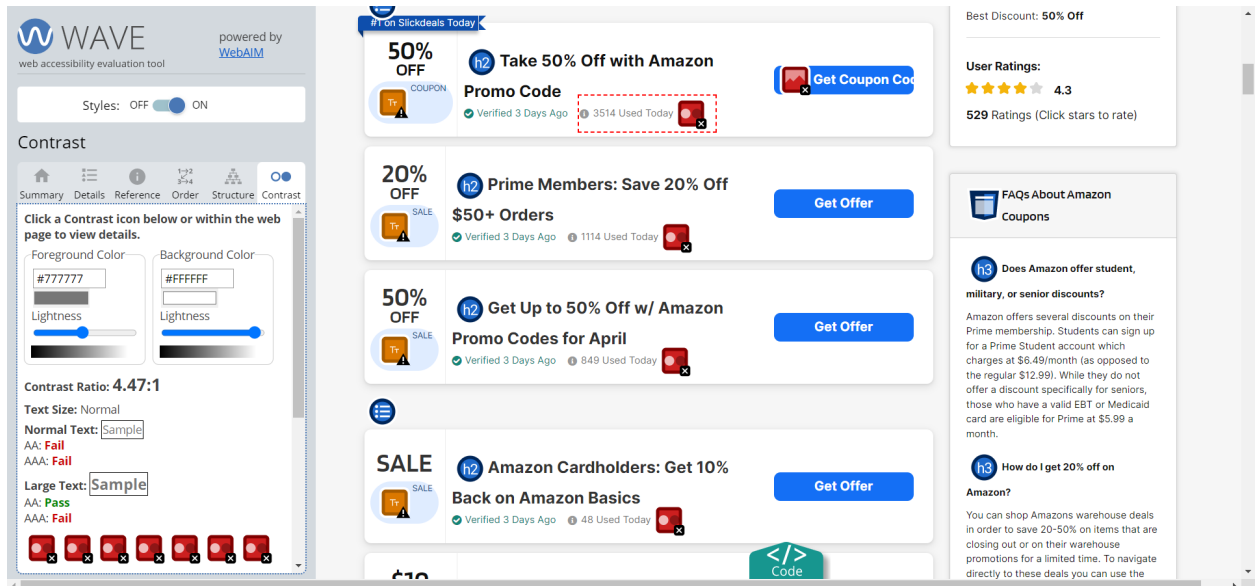 WAVE
powered by
WebAIM
web accessibility evaluation tool
Styles: OFF ON
Contrast
Summary Details Reference Order Structure Contrast
Click a Contrast icon below or within the web
page to view details.
Foreground Color
#777777
Lightness
Background Color
#FFFFFF
Lightness
Contrast Ratio: 4.47:1
Text Size: Normal
Normal Text: Sample
AA: Fail
AAA: Fail
Large Text: Sample
AA: Pass
AAA: Fail
#1 on Slickdeals Today
50%
OFF
COUPON
Tт
h2 Take 50% Off with Amazon
Promo Code
Verified 3 Days Ago 3514 Used Today
Get Coupon Co
20%
OFF
SALE
Tт
h2 Prime Members: Save 20% Off
$50+ Orders
Verified 3 Days Ago 1114 Used Today
Get Offer
50%
OFF
SALE
Tт
h2 Get Up to 50% Off w/ Amazon
Promo Codes for April
Verified 3 Days Ago 849 Used Today
Get Offer
SALE
SALE
Tт
h2 Amazon Cardholders: Get 10%
Back on Amazon Basics
Verified 3 Days Ago 48 Used Today
Get Offer
$10
</>
Code
Best Discount: 50% Off
User Ratings:
4.3
529 Ratings (Click stars to rate)
FAQs About Amazon
Coupons
h3 Does Amazon offer student,
military, or senior discounts?
Amazon offers several discounts on their
Prime membership. Students can sign up
for a Prime Student account which
charges at $6.49/month (as opposed to
the regular $12.99). While they do not
offer a discount specifically for seniors,
those who have a valid EBT or Medicaid
card are eligible for Prime at $5.99 a
month.
h3 How do I get 20% off on
Amazon?
You can shop Amazons warehouse deals
in order to save 20-50% on items that are
closing out or on their warehouse
promotions for a limited time. To navigate
directly to these deals you can use the